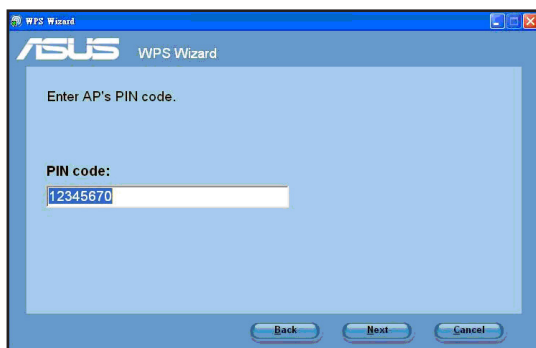 WPS Wizard
ASUS WPS Wizard
Enter AP's PIN code.
PIN code:
12345670
Back Next Cancel